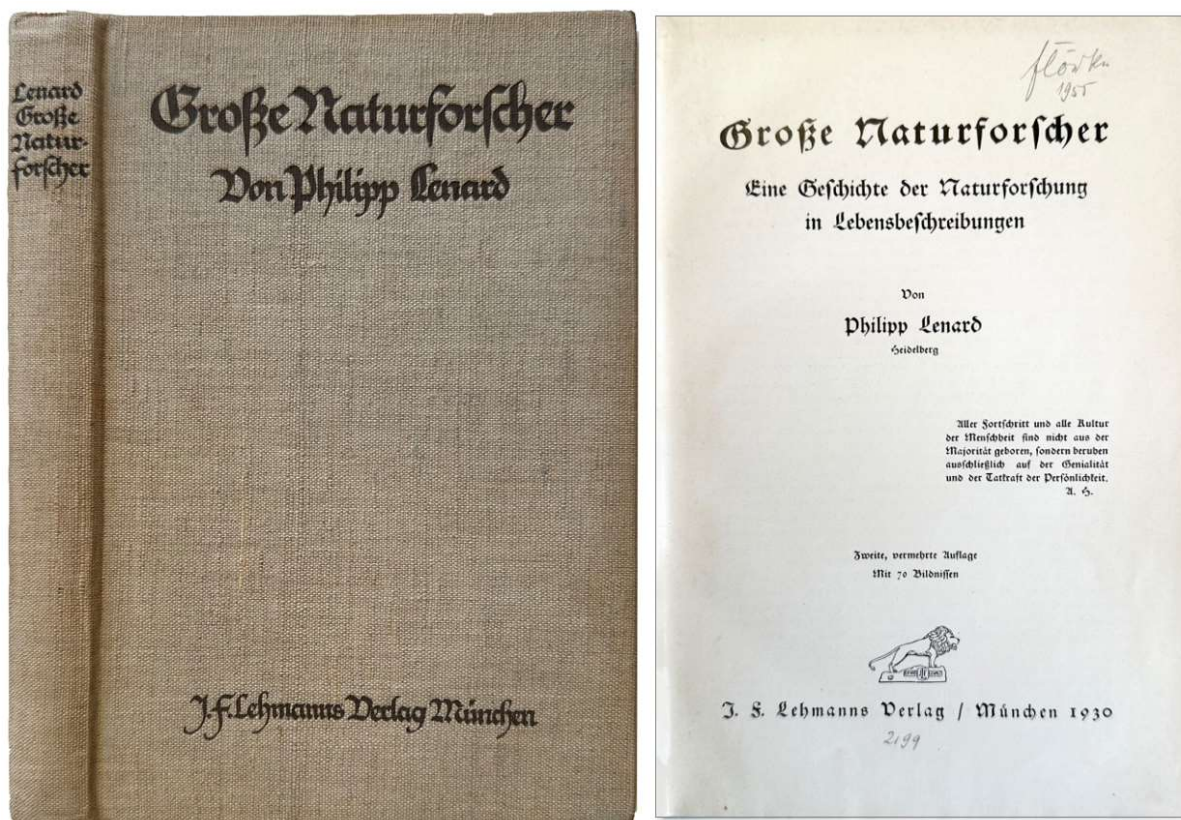 Lenard
Große
Natur-
forscher
Große Naturforscher
Von Philipp Lenard
J. F. Lehmanns Verlag München
1955
Große Naturforscher
Eine Geschichte der Naturforschung
in Lebensbeschreibungen
Von
Philipp Lenard
Heidelberg
Aller Fortschritt und alle Kultur
der Menschheit sind nicht aus der
Majorität geboren, sondern beruhen
ausschließlich auf der Genialität
und der Tatkraft der Persönlichkeit.
A. H.
Zweite, vermehrte Auflage
Mit 70 Bildnissen
J. F. Lehmanns Verlag / München 1930
2199